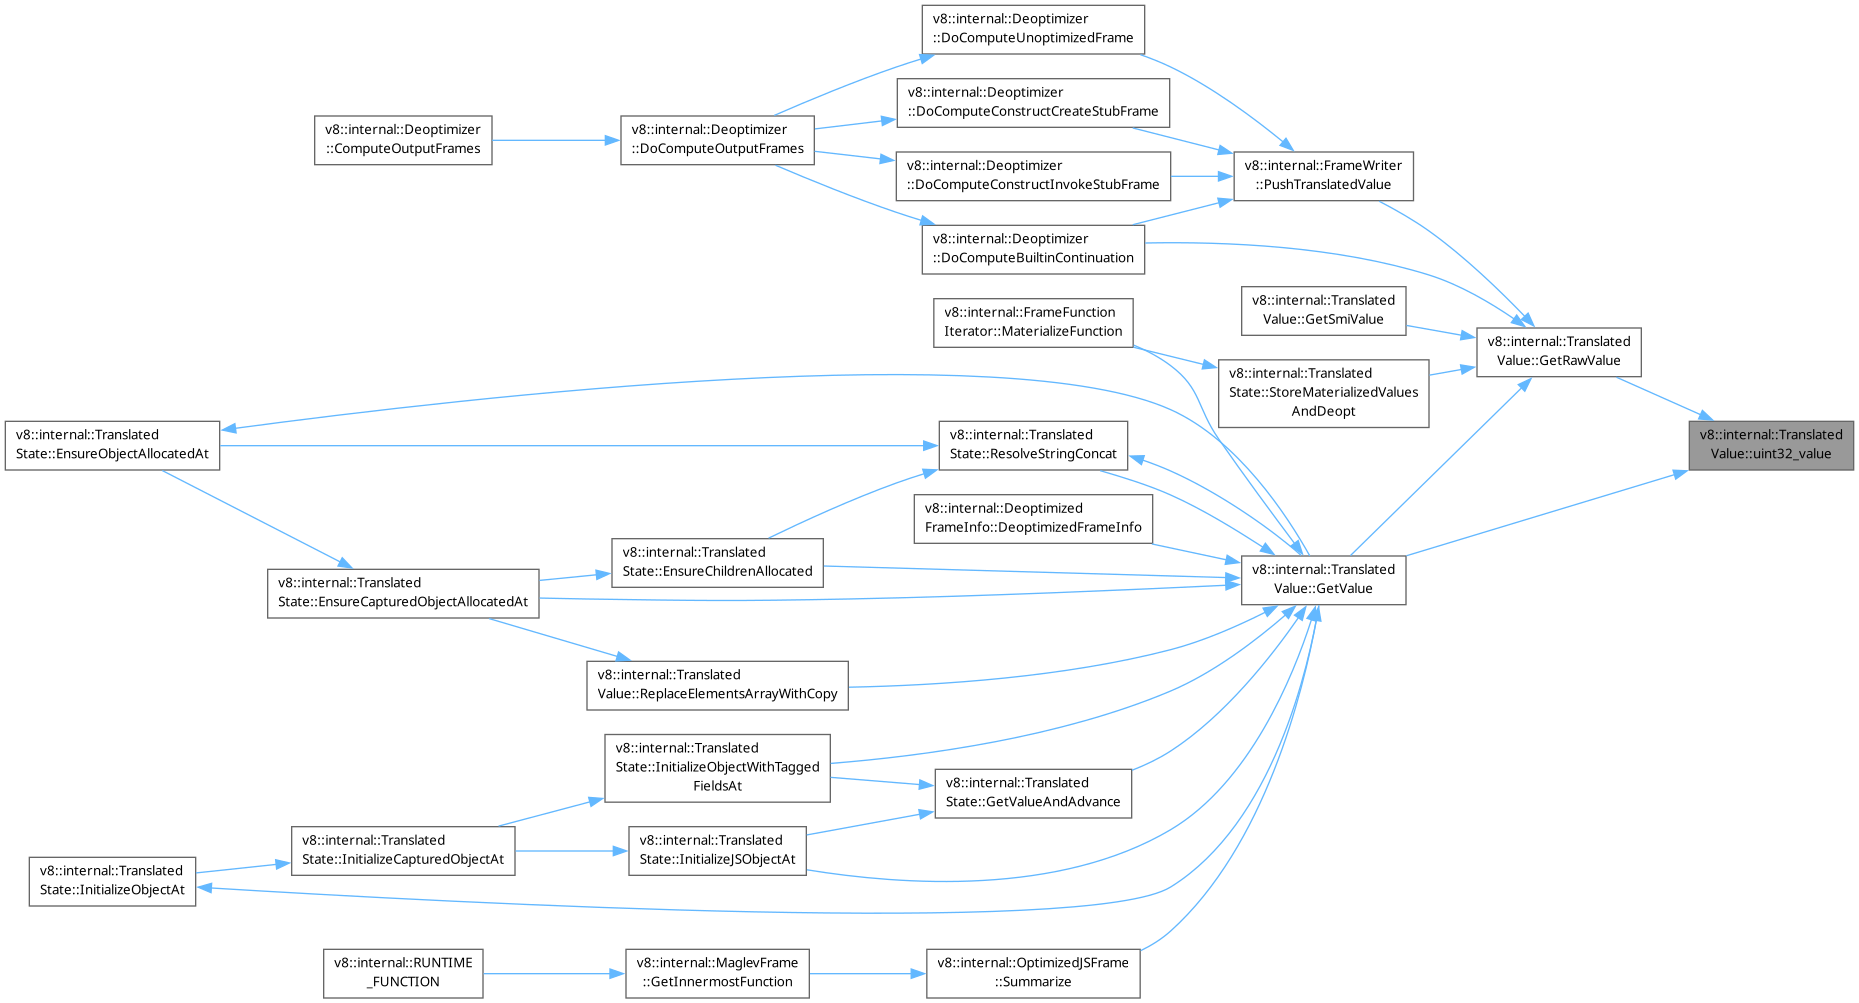 v8::internal::Deoptimizer
::DoComputeUnoptimizedFrame
v8::internal::Deoptimizer
::DoComputeConstructCreateStubFrame
v8::internal::Deoptimizer
::ComputeOutputFrames
v8::internal::Deoptimizer
::DoComputeOutputFrames
v8::internal::Deoptimizer
::DoComputeConstructInvokeStubFrame
v8::internal::FrameWriter
::PushTranslatedValue
v8::internal::Deoptimizer
::DoComputeBuiltinContinuation
v8::internal::Translated
Value::GetSmiValue
v8::internal::FrameFunction
Iterator::MaterializeFunction
v8::internal::Translated
Value::GetRawValue
v8::internal::Translated
State::StoreMaterializedValues
AndDeopt
v8::internal::Translated
State::EnsureObjectAllocatedAt
v8::internal::Translated
State::ResolveStringConcat
v8::internal::Translated
Value::uint32_value
v8::internal::Deoptimized
FrameInfo::DeoptimizedFrameInfo
v8::internal::Translated
State::EnsureChildrenAllocated
v8::internal::Translated
Value::GetValue
v8::internal::Translated
State::EnsureCapturedObjectAllocatedAt
v8::internal::Translated
Value::ReplaceElementsArrayWithCopy
v8::internal::Translated
State::InitializeObjectWithTagged
FieldsAt
v8::internal::Translated
State::GetValueAndAdvance
v8::internal::Translated
State::InitializeCapturedObjectAt
v8::internal::Translated
State::InitializeJSObjectAt
v8::internal::Translated
State::InitializeObjectAt
v8::internal::RUNTIME
_FUNCTION
v8::internal::MaglevFrame
::GetInnermostFunction
v8::internal::OptimizedJSFrame
::Summarize